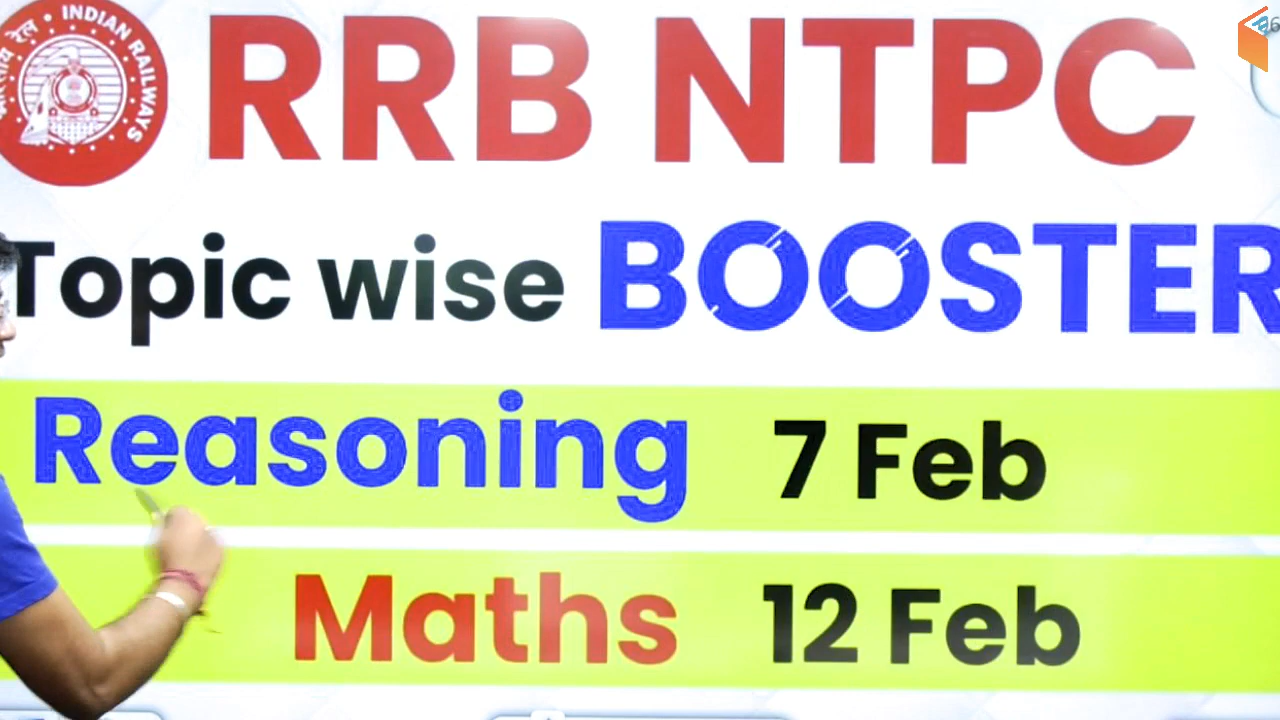 INDIAN RAILWAYS
RRB NTPC
Topic wise BOOSTER
Reasoning 7 Feb
Maths 12 Feb